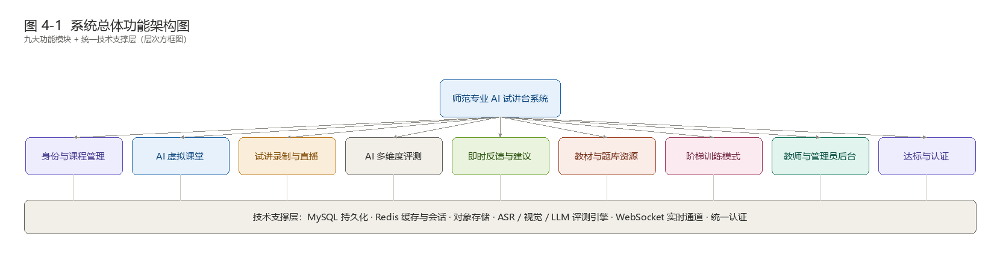 图 4-1 系统总体功能架构图
九大功能模块 + 统一技术支撑层（层次方框图）
师范专业 AI 试讲台系统
身份与课程管理
AI 虚拟课堂
试讲录制与直播
AI 多维度评测
即时反馈与建议
教材与题库资源
阶梯训练模式
教师与管理员后台
达标与认证
技术支撑层：MySQL 持久化 · Redis 缓存与会话 · 对象存储 · ASR / 视觉 / LLM 评测引擎 · WebSocket 实时通道 · 统一认证